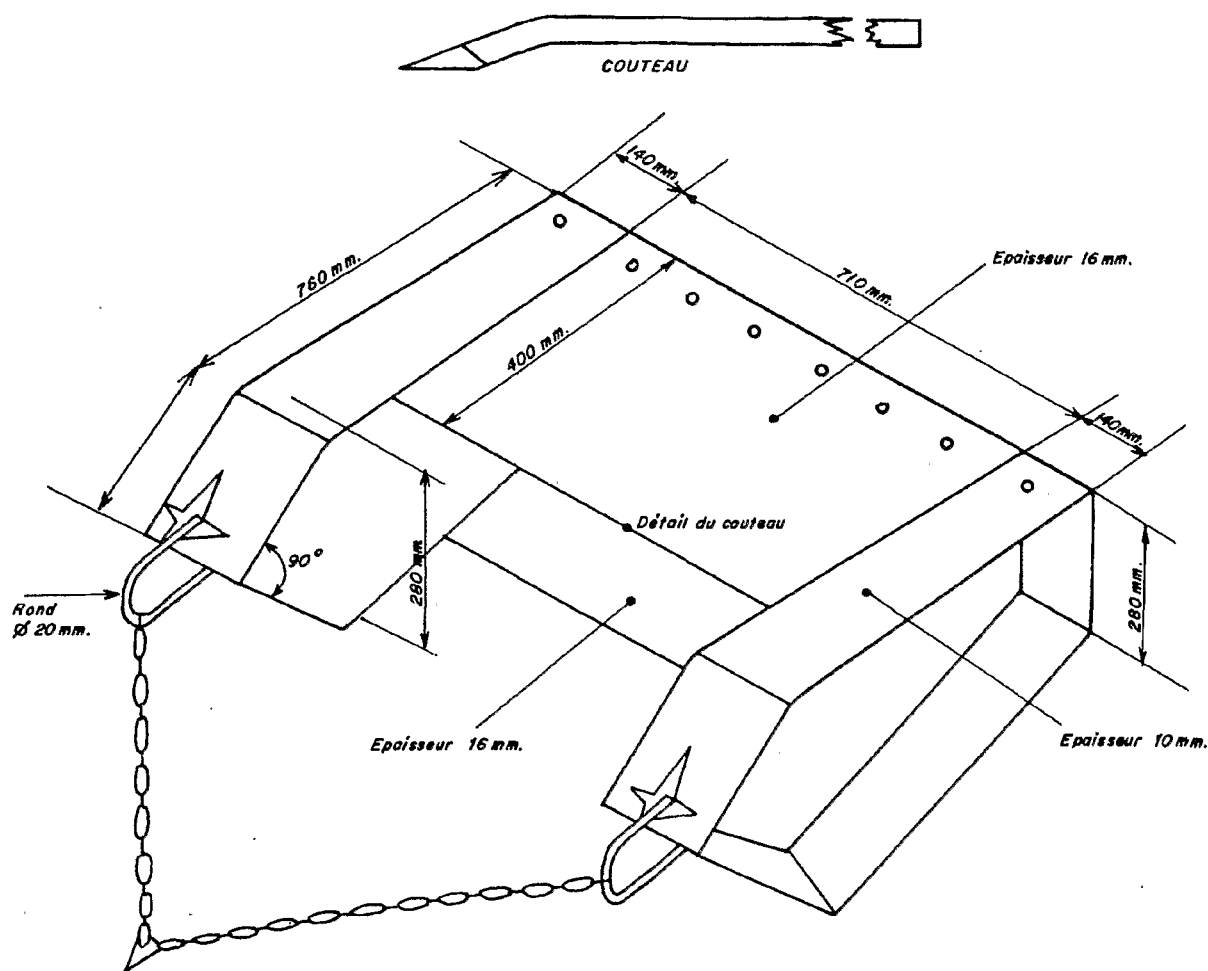 COUTEAU
140 mm.
760 mm.
710 mm.
Epaisseur 16 mm.
400 mm.
140 mm.
Détail du couteau
90°
280 mm.
280 mm.
Rond
Ø 20 mm.
Epaisseur 16 mm.
Epaisseur 10 mm.